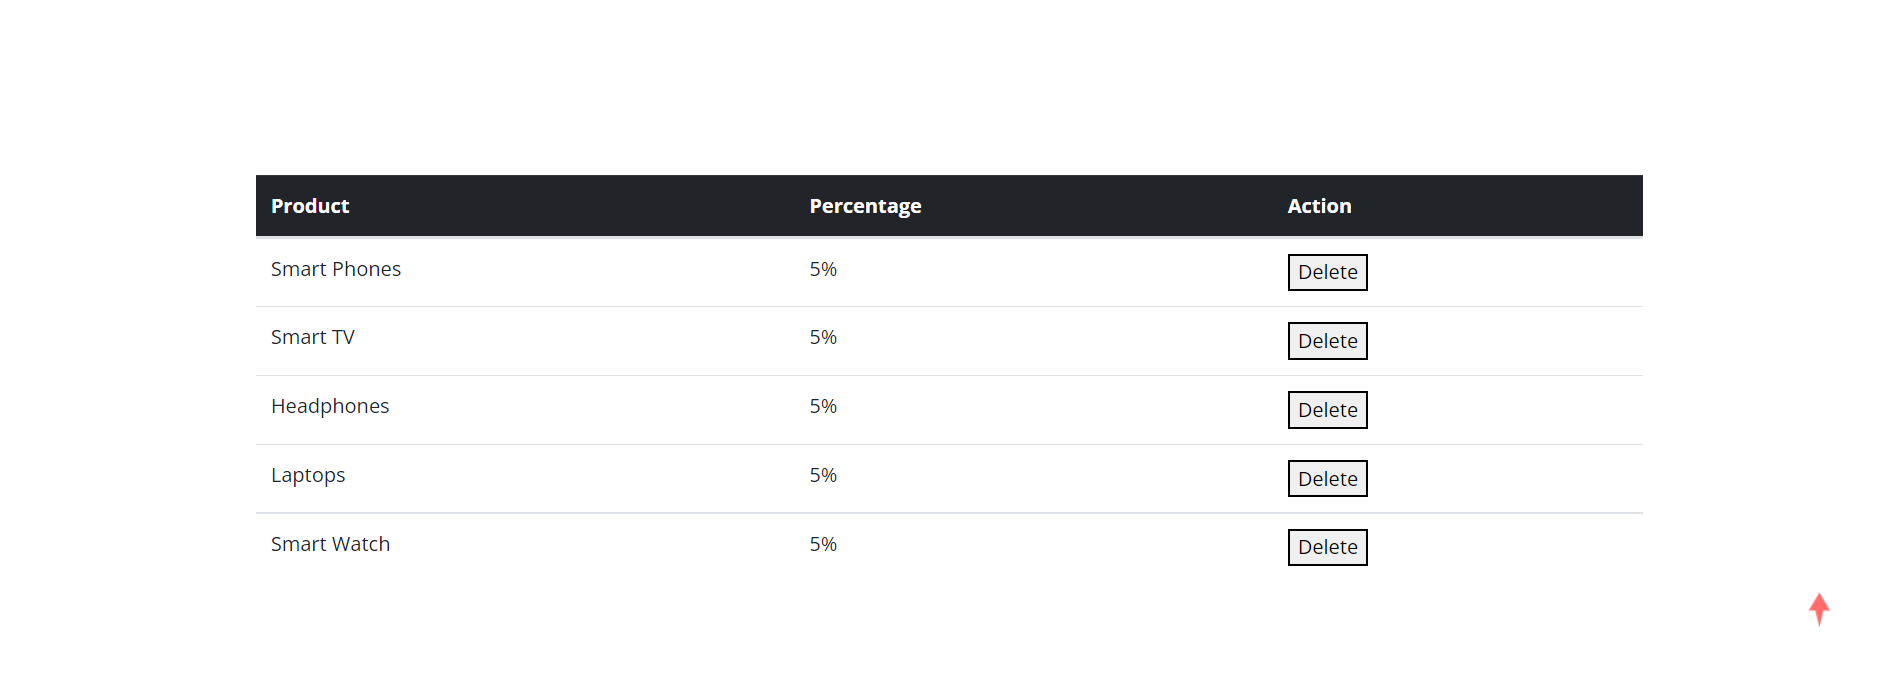 Product Percentage Action
Smart Phones 5% Delete
Smart TV 5% Delete
Headphones 5% Delete
Laptops 5% Delete
Smart Watch 5% Delete